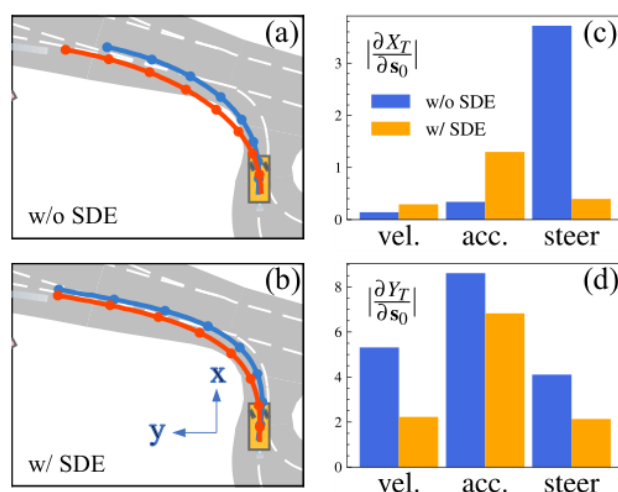 (a)
w/o SDE
(b)
x
y
w/ SDE
(c)
|∂X_T/∂s_0|
w/o SDE
w/ SDE
3
2
1
0
vel. acc. steer
(d)
|∂Y_T/∂s_0|
8
6
4
2
0
vel. acc. steer